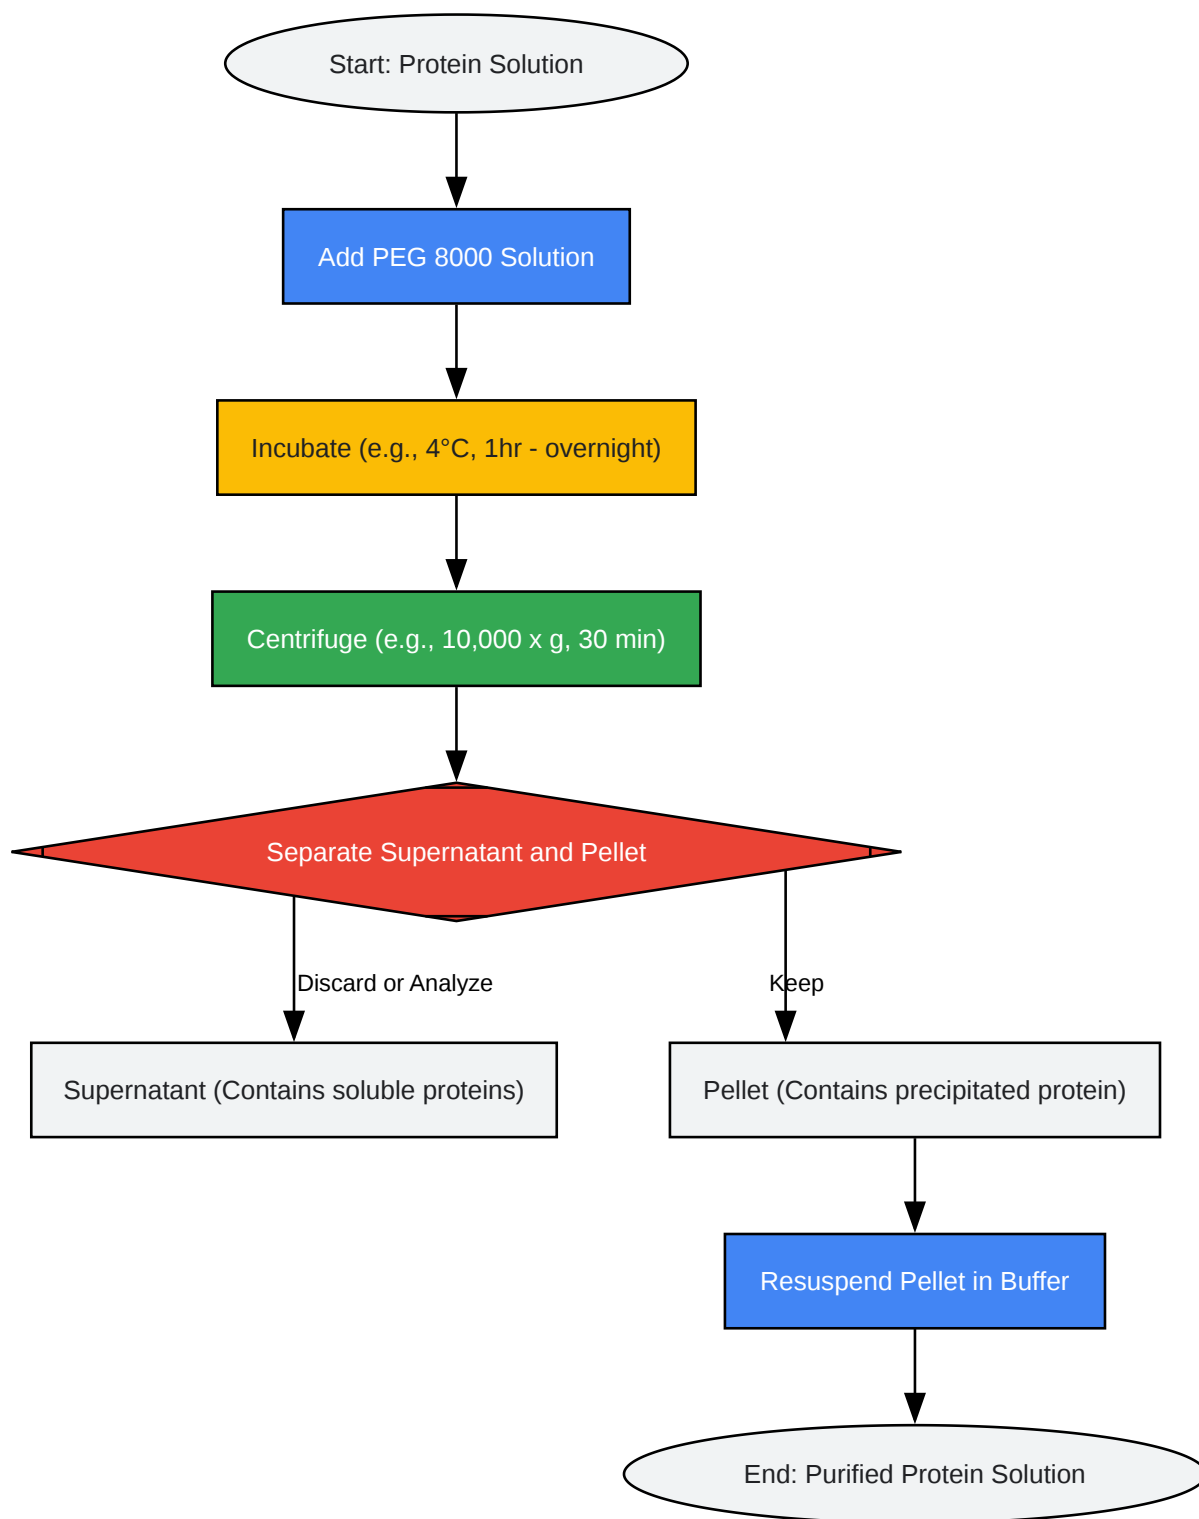 Start: Protein Solution
Add PEG 8000 Solution
Incubate (e.g., 4°C, 1hr - overnight)
Centrifuge (e.g., 10,000 x g, 30 min)
Separate Supernatant and Pellet
Discard or Analyze
Keep
Supernatant (Contains soluble proteins)
Pellet (Contains precipitated protein)
Resuspend Pellet in Buffer
End: Purified Protein Solution